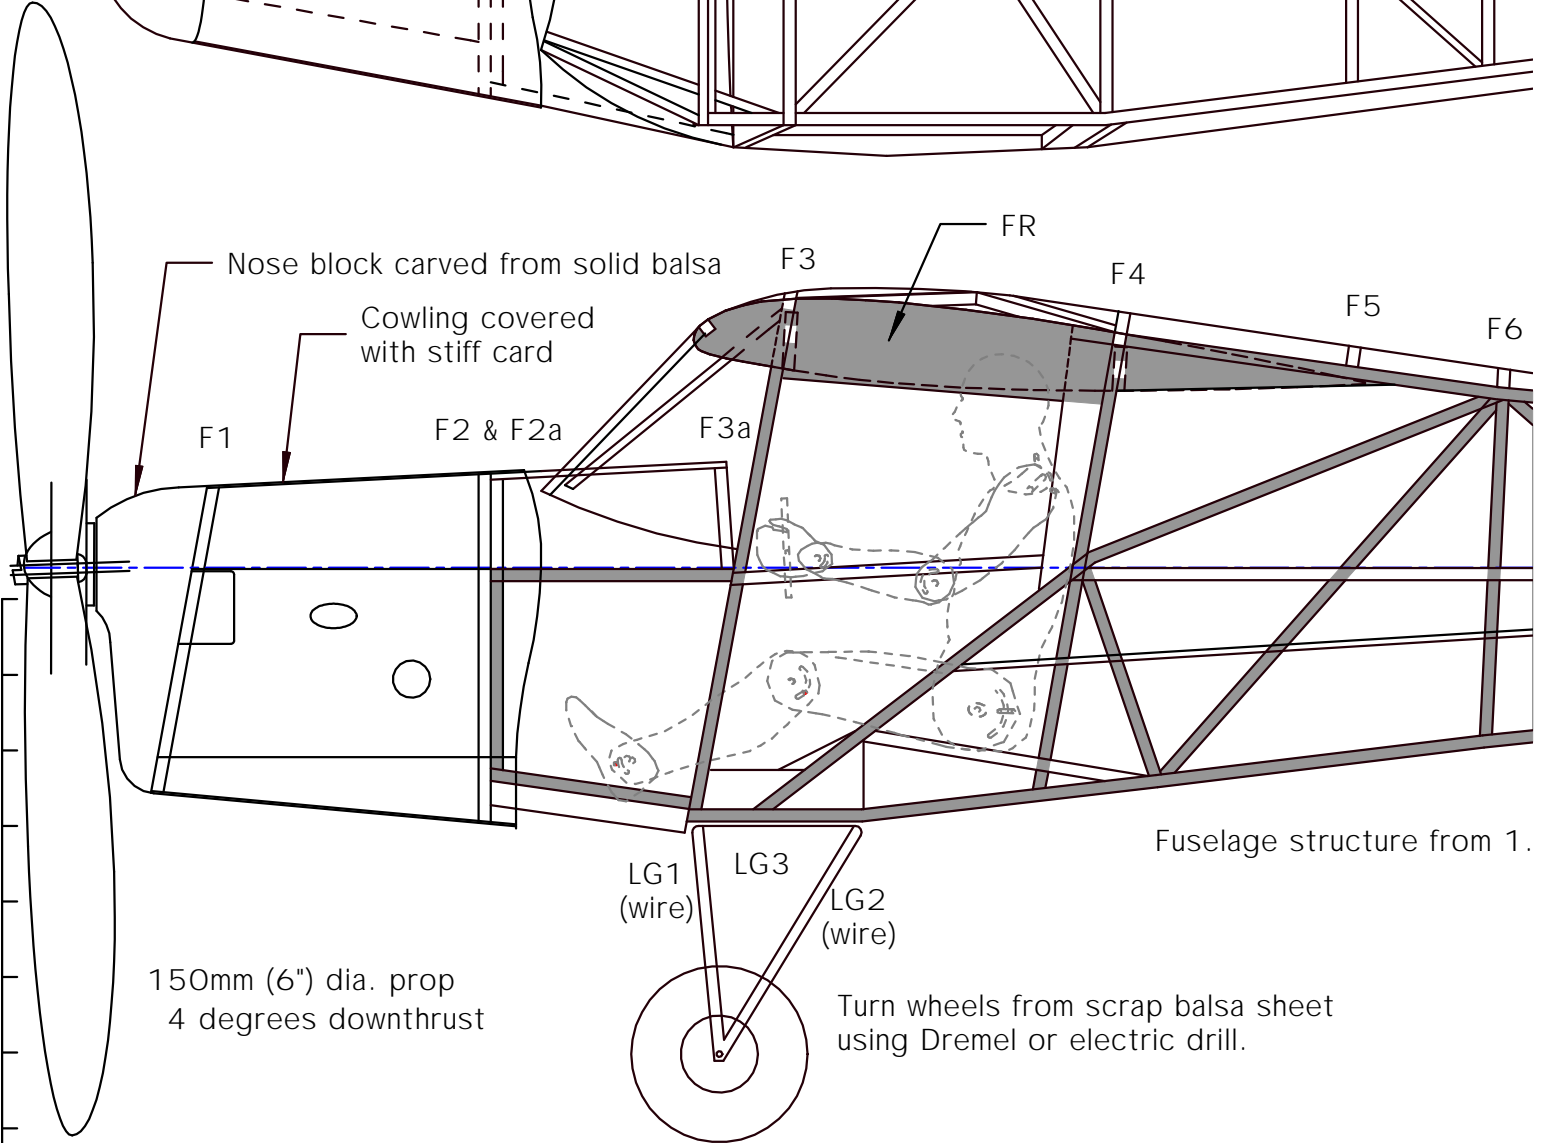 FR
F3
Nose block carved from solid balsa
F4
Cowling covered
with stiff card
F5
F6
F1
F2 & F2a
F3a
Fuselage structure from 1.
LG1
(wire)
LG3
LG2
(wire)
150mm (6") dia. prop
4 degrees downthrust
Turn wheels from scrap balsa sheet
using Dremel or electric drill.